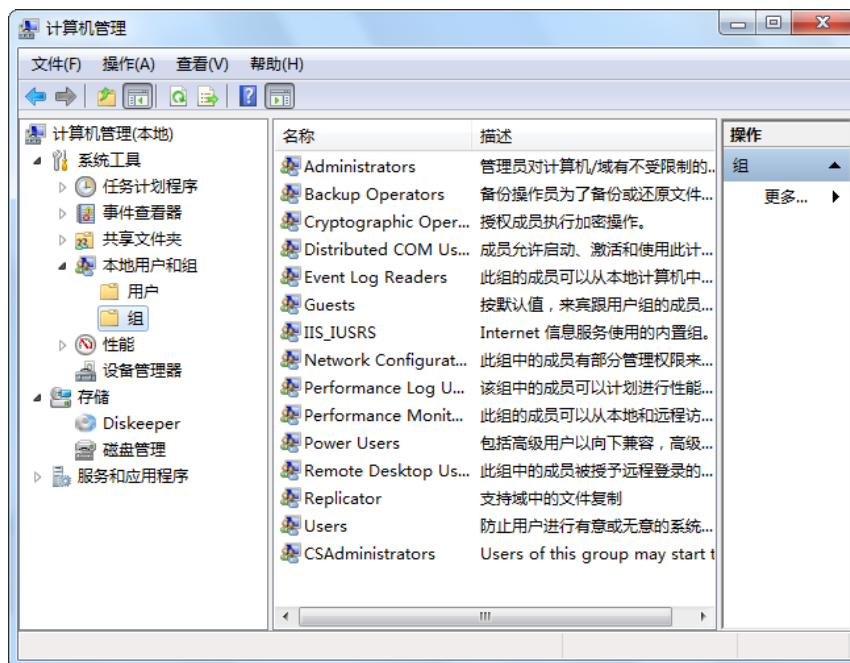 计算机管理
文件(F) 操作(A) 查看(V) 帮助(H)
计算机管理(本地)
系统工具
任务计划程序
事件查看器
共享文件夹
本地用户和组
用户
组
性能
设备管理器
存储
Diskeeper
磁盘管理
服务和应用程序
名称 描述
Administrators 管理员对计算机/域有不受限制的...
Backup Operators 备份操作员为了备份或还原文件...
Cryptographic Oper... 授权成员执行加密操作。
Distributed COM Us... 成员允许启动、激活和使用此计...
Event Log Readers 此组的成员可以从本地计算机中...
Guests 按默认值，来宾跟用户组的成员...
IIS_IUSRS Internet 信息服务使用的内置组。
Network Configurat... 此组中的成员有部分管理权限来...
Performance Log U... 该组中的成员可以计划进行性能...
Performance Monit... 此组的成员可以从本地和远程访...
Power Users 包括高级用户以向下兼容，高级...
Remote Desktop Us... 此组中的成员被授予远程登录的...
Replicator 支持域中的文件复制
Users 防止用户进行有意或无意的系统...
CSAdministrators Users of this group may start t
操作
组
更多...